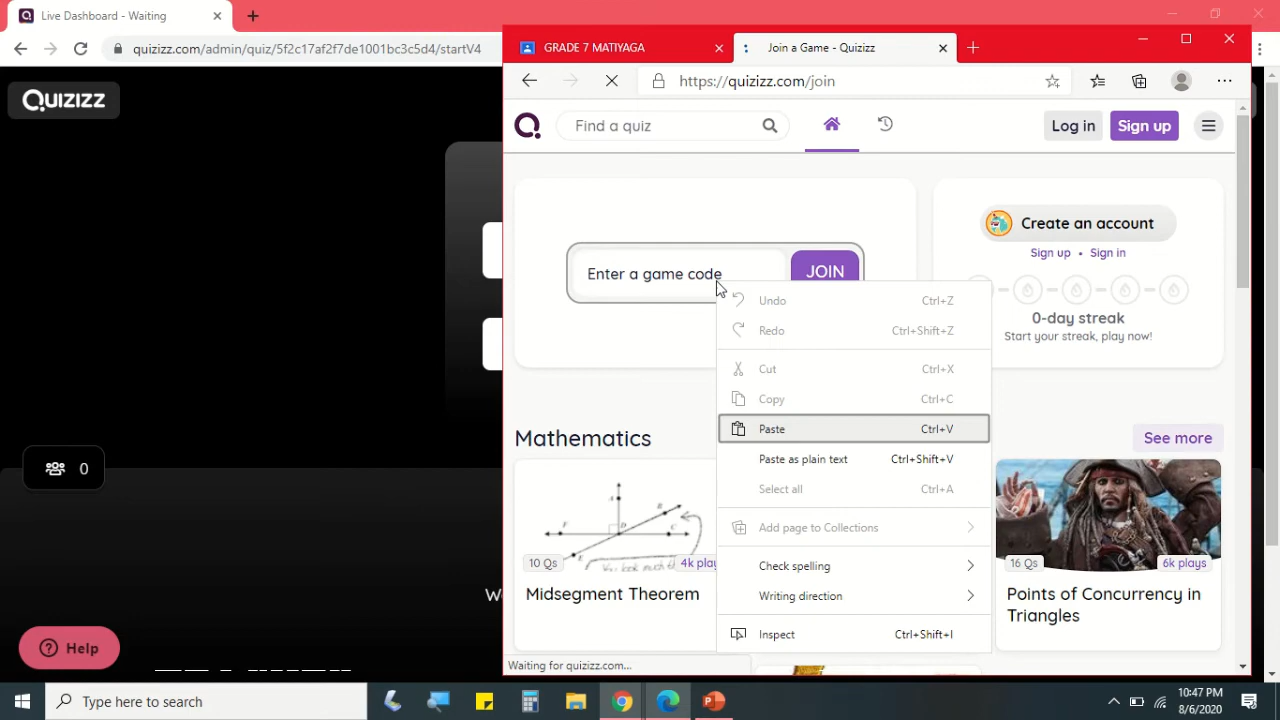 Live Dashboard - Waiting
quizizz.com/admin/quiz/5f2c17af2f7de1001bc3c5d4/startV4
QUIZIZZ
0
Help
GRADE 7 MATIYAGA
Join a Game - Quizizz
https://quizizz.com/join
Find a quiz
Log in
Sign up
Enter a game code
JOIN
Create an account
Sign up • Sign in
0-day streak
Start your streak, play now!
Undo Ctrl+Z
Redo Ctrl+Shift+Z
Cut Ctrl+X
Copy Ctrl+C
Paste Ctrl+V
Paste as plain text Ctrl+Shift+V
Select all Ctrl+A
Add page to Collections
Check spelling
Writing direction
Inspect Ctrl+Shift+I
Mathematics
See more
10 Qs
4k play
Midsegment Theorem
16 Qs
6k plays
Points of Concurrency in
Triangles
Waiting for quizizz.com...
Type here to search
10:47 PM
8/6/2020